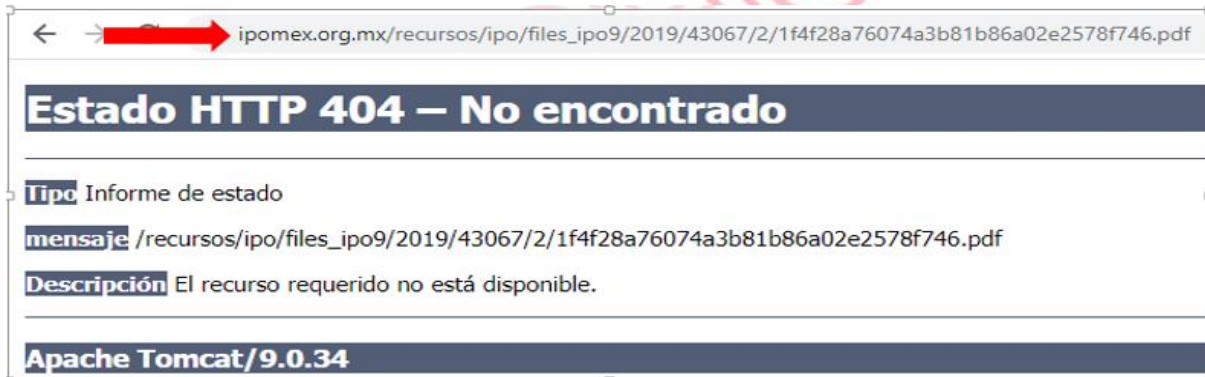 ipomex.org.mx/recursos/ipo/files_ipo9/2019/43067/2/1f4f28a76074a3b81b86a02e2578f746.pdf
Estado HTTP 404 – No encontrado
Tipo Informe de estado
mensaje /recursos/ipo/files_ipo9/2019/43067/2/1f4f28a76074a3b81b86a02e2578f746.pdf
Descripción El recurso requerido no está disponible.
Apache Tomcat/9.0.34